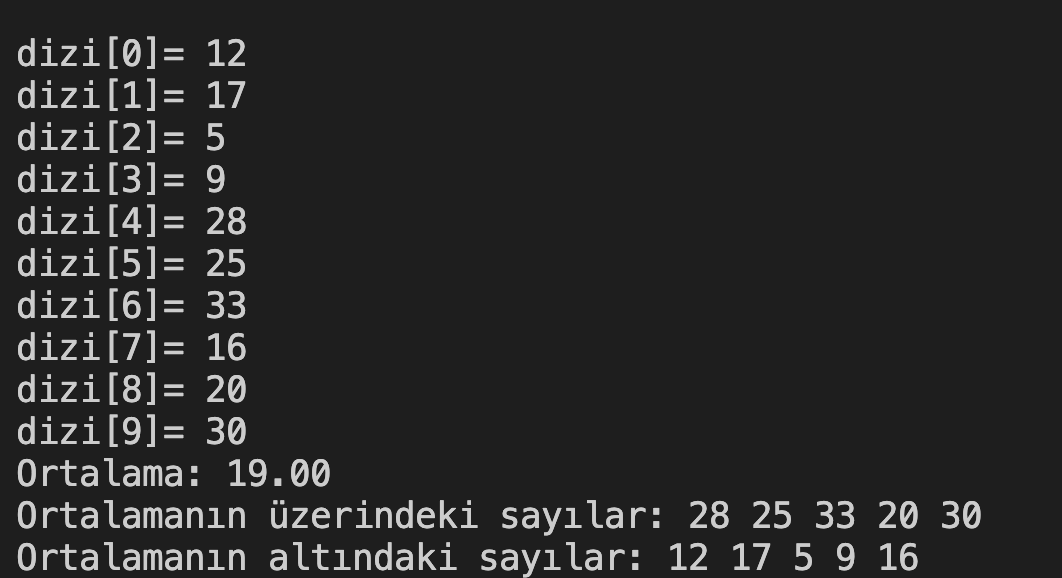 dizi[0]= 12
dizi[1]= 17
dizi[2]= 5
dizi[3]= 9
dizi[4]= 28
dizi[5]= 25
dizi[6]= 33
dizi[7]= 16
dizi[8]= 20
dizi[9]= 30
Ortalama: 19.00
Ortalamanın üzerindeki sayılar: 28 25 33 20 30
Ortalamanın altındaki sayılar: 12 17 5 9 16